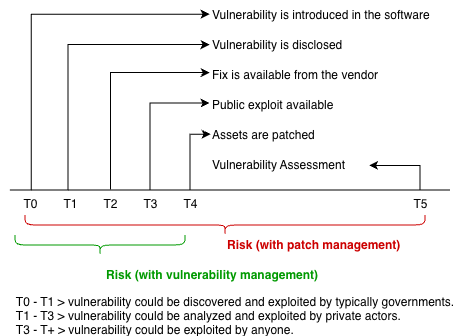 Vulnerability is introduced in the software
Vulnerability is disclosed
Fix is available from the vendor
Public exploit available
Assets are patched
Vulnerability Assessment
T0 T1 T2 T3 T4 T5
Risk (with patch management)
Risk (with vulnerability management)
T0 - T1 > vulnerability could be discovered and exploited by typically governments.
T1 - T3 > vulnerability could be analyzed and exploited by private actors.
T3 - T+ > vulnerability could be exploited by anyone.